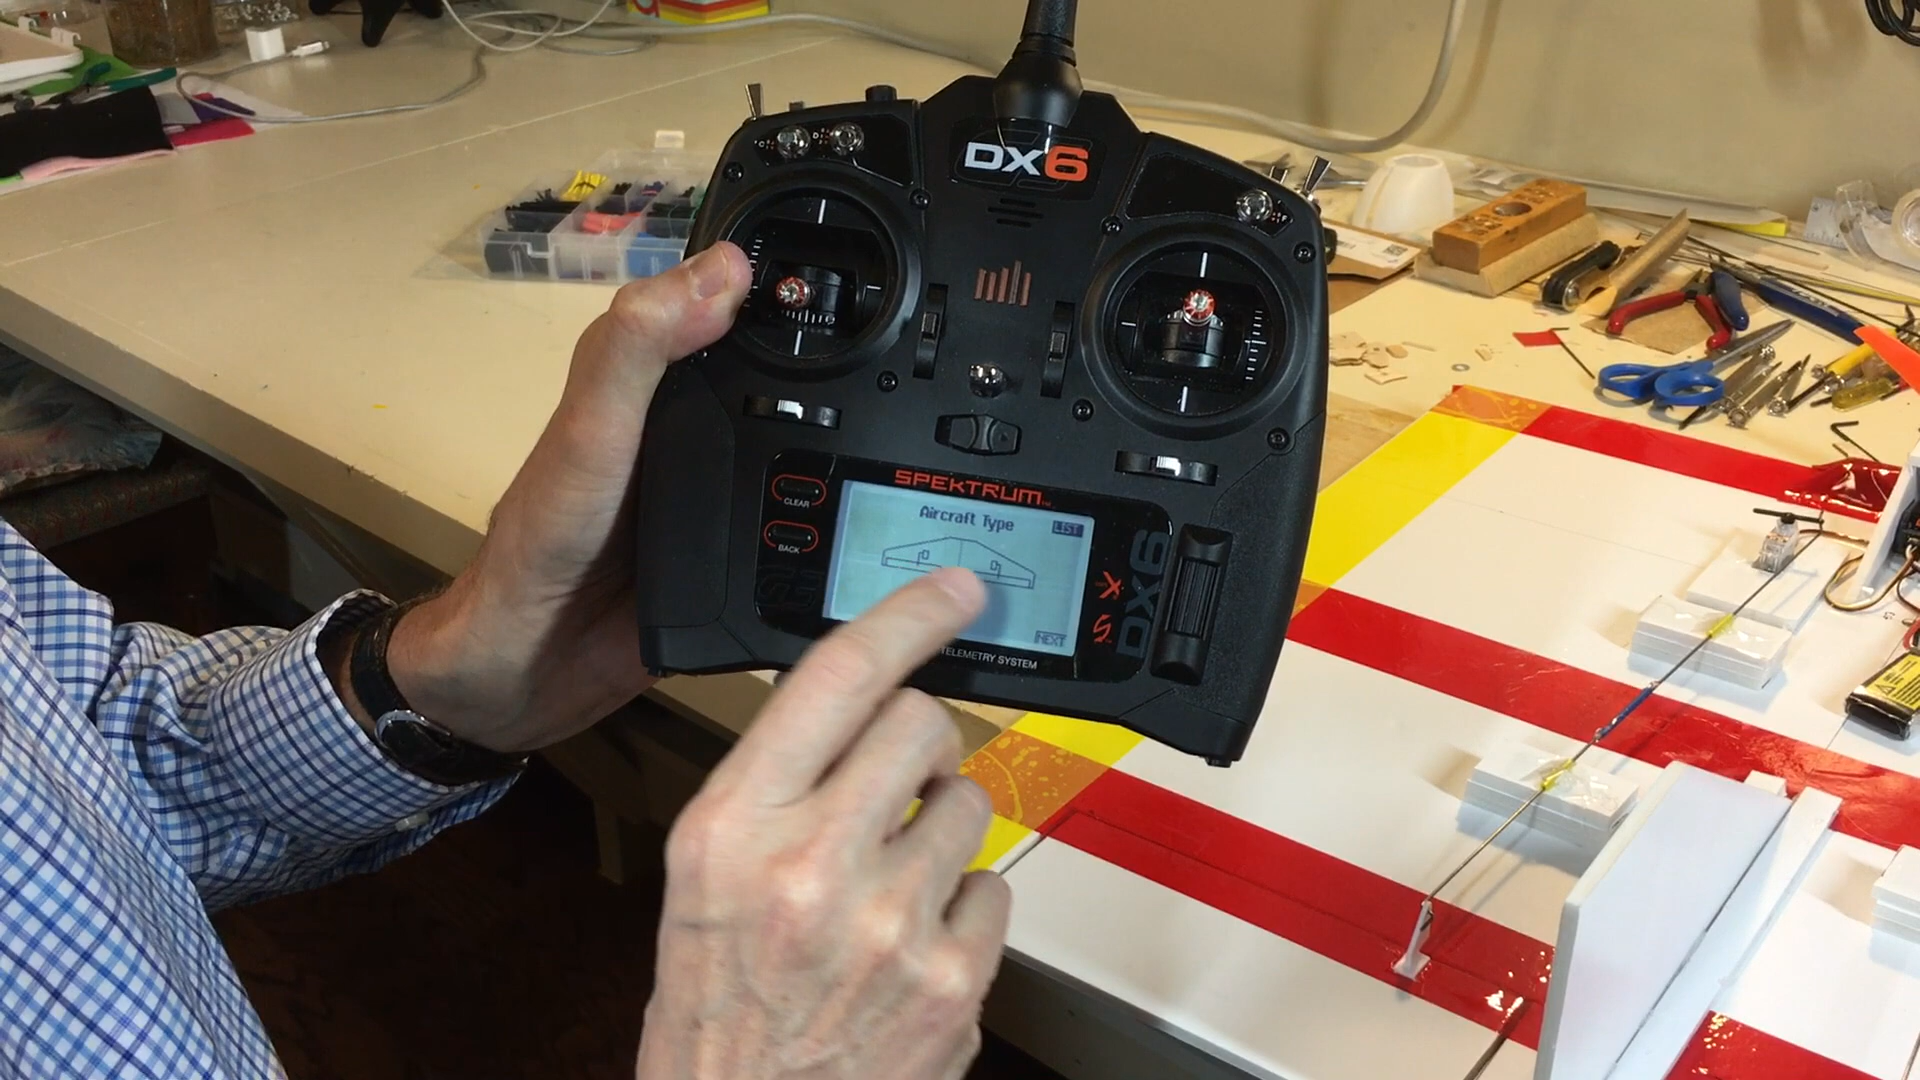 DX6
SPEKTRUM
CLEAR
BACK
Aircraft Type
LIST
NEXT
TELEMETRY SYSTEM
DX6